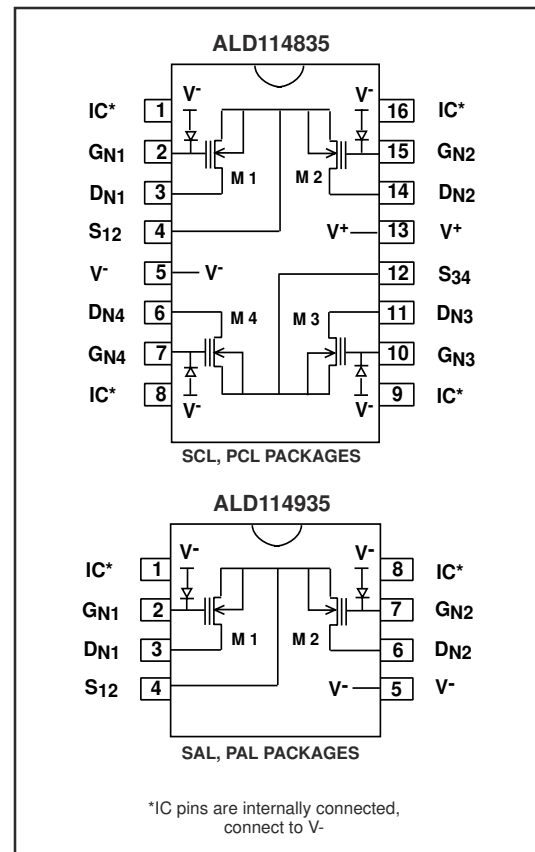 ALD114835
IC* 1 V- V- 16 IC*
GN1 2 15 GN2
DN1 3 M 1 M 2 14 DN2
S12 4 V+ 13 V+
V- 5 V- 12 S34
DN4 6 M 4 M 3 11 DN3
GN4 7 10 GN3
IC* 8 V- V- 9 IC*
SCL, PCL PACKAGES
ALD114935
IC* 1 V- V- 8 IC*
GN1 2 7 GN2
DN1 3 M 1 M 2 6 DN2
S12 4 V- 5 V-
SAL, PAL PACKAGES
*IC pins are internally connected,
connect to V-